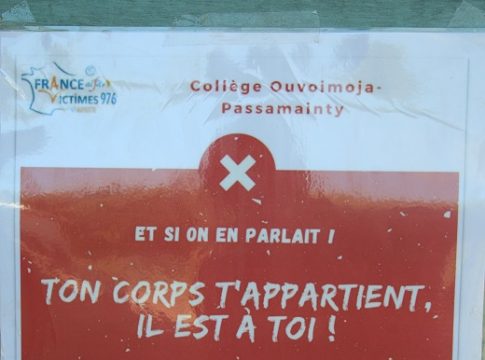 FRANCE
VICTIMES 976
Collège Ouvoimoja-
Passamainty
ET SI ON EN PARLAIT !
TON CORPS T'APPARTIENT,
IL EST À TOI !